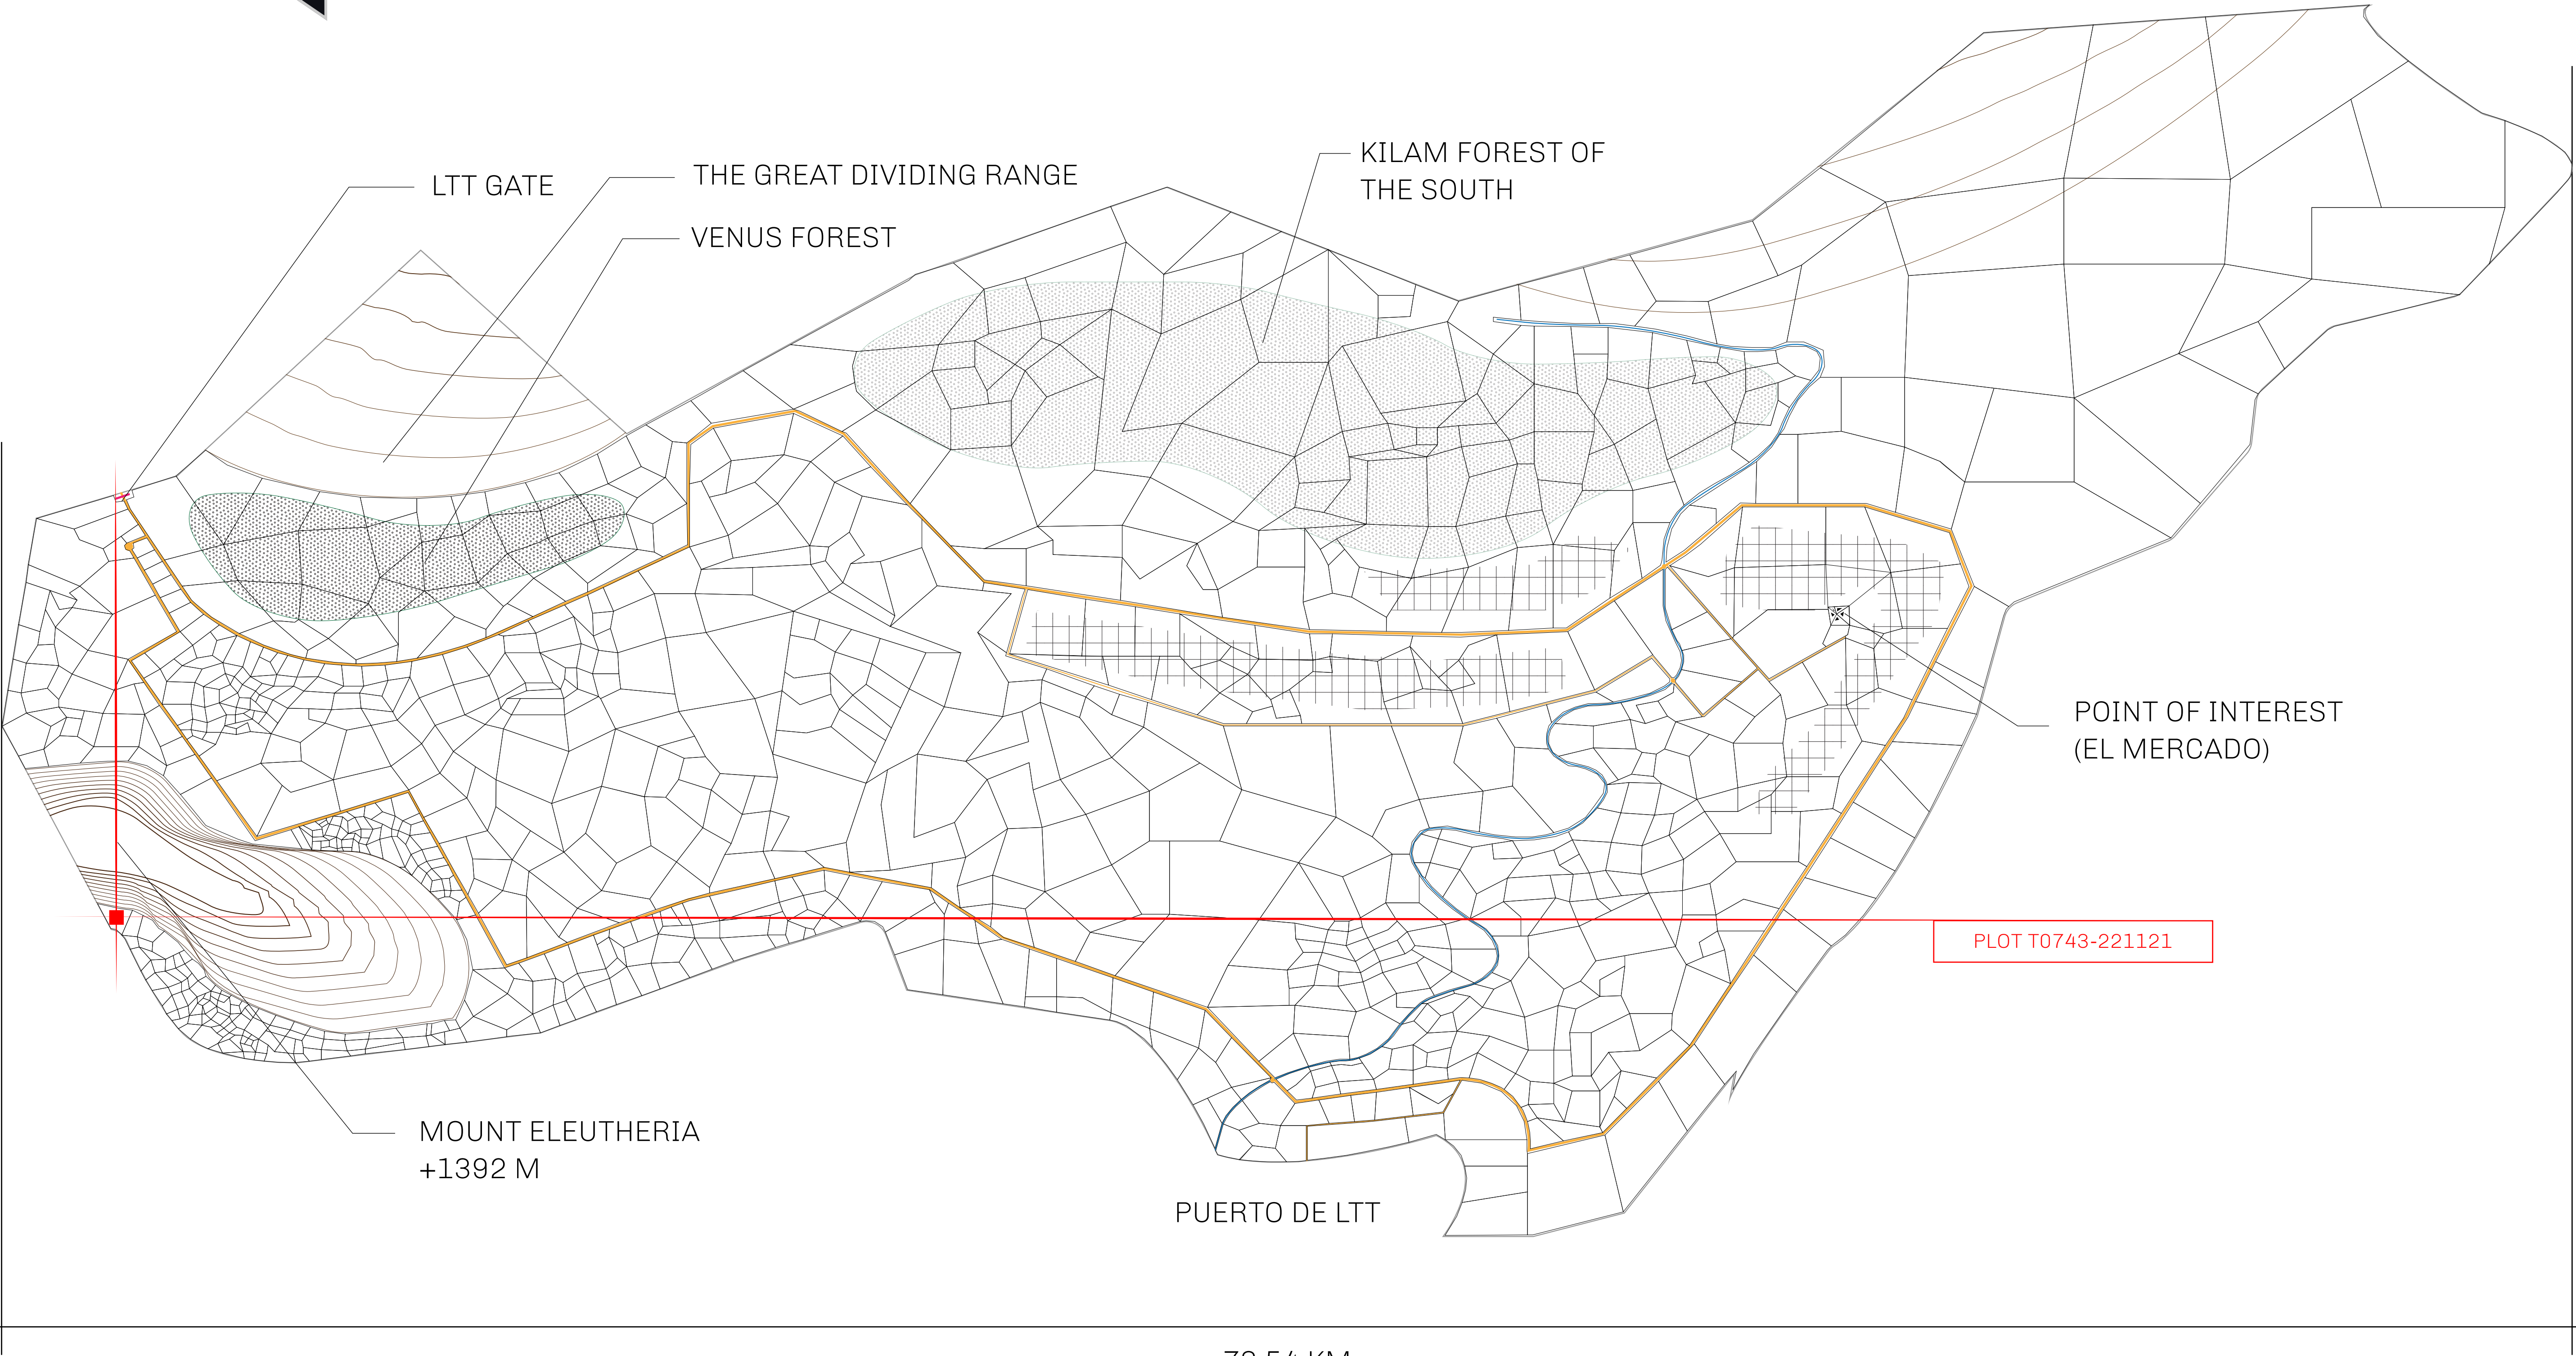 KILAM FOREST OF
THE SOUTH
LTT GATE
THE GREAT DIVIDING RANGE
VENUS FOREST
POINT OF INTEREST
(EL MERCADO)
PLOT T0743-221121
MOUNT ELEUTHERIA
+1392 M
PUERTO DE LTT
KM